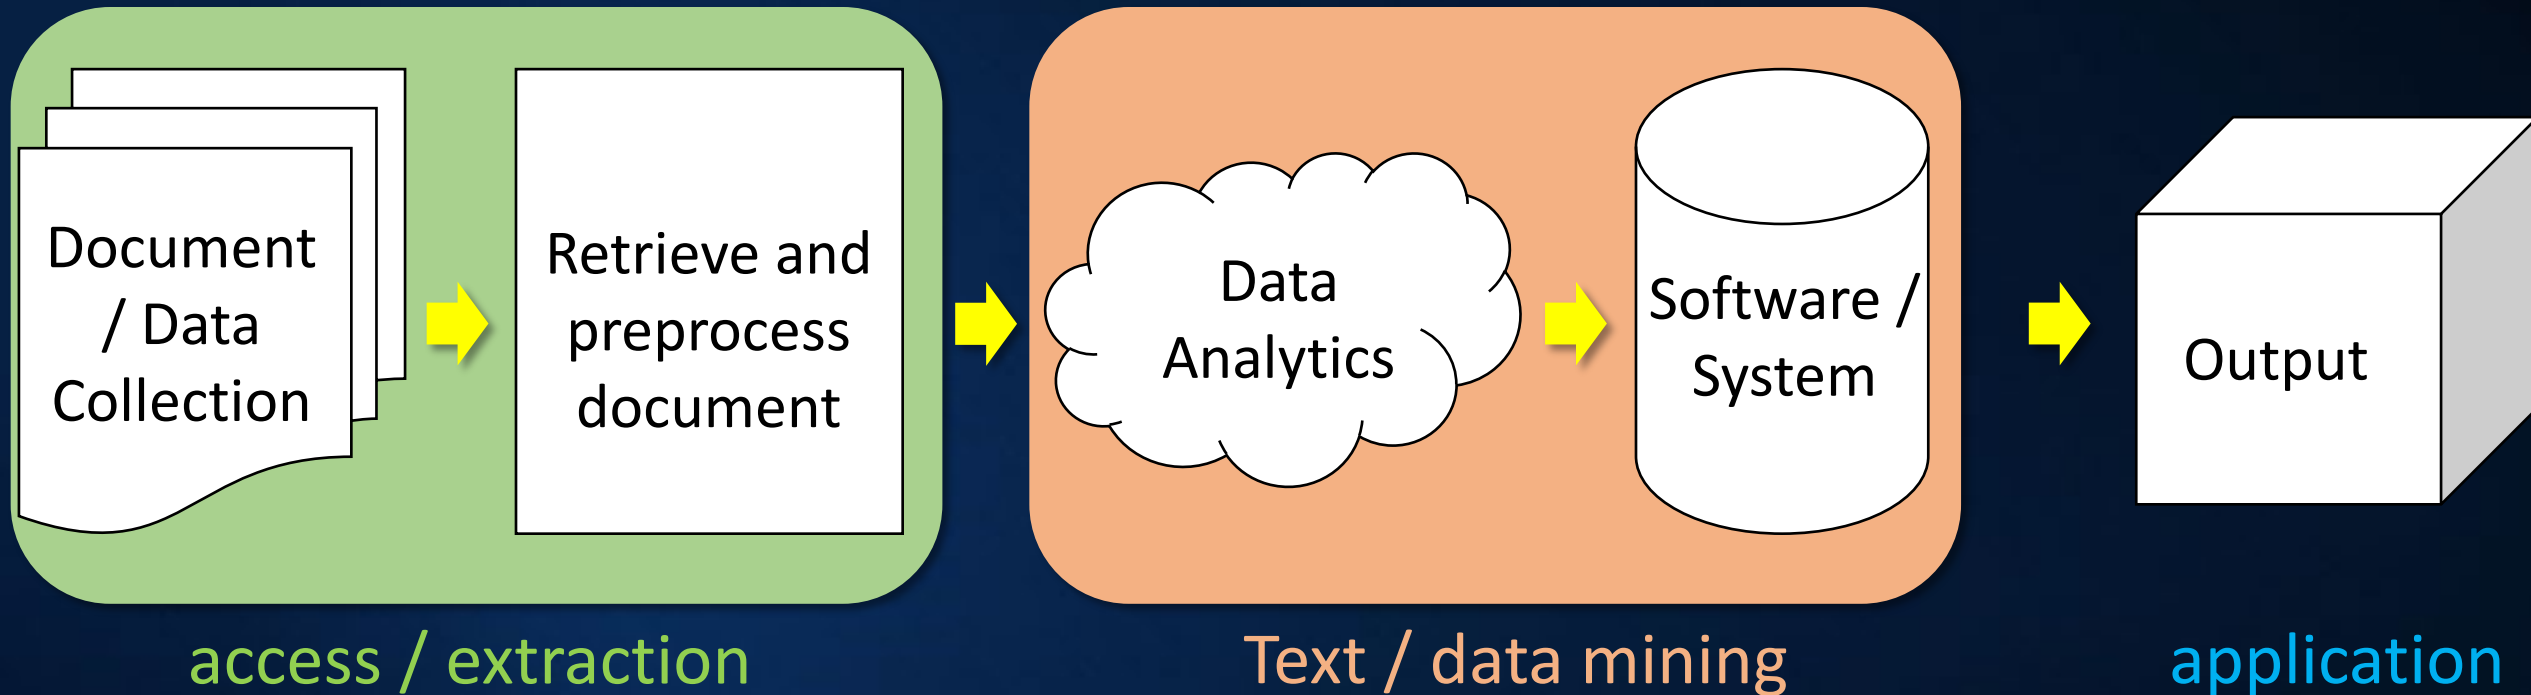 Document
/ Data
Collection
Retrieve and
preprocess
document
Data
Analytics
Software /
System
Output
access / extraction
Text / data mining
application